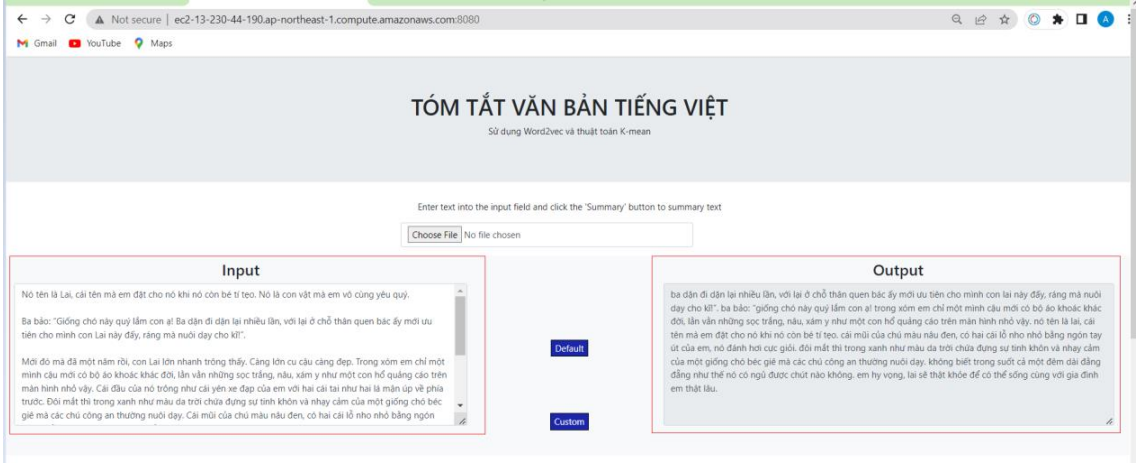 Not secure | ec2-13-230-44-190.ap-northeast-1.compute.amazonaws.com:8080
Gmail YouTube Maps
TÓM TẮT VĂN BẢN TIẾNG VIỆT
Sử dụng Word2vec và thuật toán K-mean
Enter text into the input field and click the 'Summary' button to summary text
Choose File No file chosen
Input
Nó tên là Lai, cái tên mà em đặt cho nó khi nó còn bé tí tẹo. Nó là con vật mà em vô cùng yêu quý.
Ba bảo: "Giống chó này quý lắm con ạ! Ba dặn đi dặn lại nhiều lần, với lại ở chỗ thân quen bác ấy mới ưu
tiên cho mình con Lai này đấy, ráng mà nuôi dạy cho kĩ!".
Mới đó mà đã một năm rồi, con Lai lớn nhanh trông thấy. Càng lớn cu cậu càng đẹp. Trong xóm em chỉ một
mình cậu mới có bộ áo khoác khác đời, lằn vằn những sọc trắng, nâu, xám y như một con hổ quảng cáo trên
màn hình nhỏ vậy. Cái đầu của nó trông như cái yên xe đạp của em với hai cái tai như hai lá mận úp về phía
trước. Đôi mắt thì trong xanh như màu da trời chứa đựng sự tinh khôn và nhạy cảm của một giống chó béc
giê mà các chú công an thường nuôi dạy. Cái mũi của chú màu nâu đen, có hai cái lỗ nho nhỏ bằng ngón
Default
Custom
Output
ba dặn đi dặn lại nhiều lần, với lại ở chỗ thân quen bác ấy mới ưu tiên cho mình con lai này đấy, ráng mà nuôi
dạy cho kĩ!". ba bảo: "giống chó này quý lắm con ạ! trong xóm em chỉ một mình cậu mới có bộ áo khoác khác
đời, lằn vằn những sọc trắng, nâu, xám y như một con hổ quảng cáo trên màn hình nhỏ vậy. nó tên là lai, cái
tên mà em đặt cho nó khi nó còn bé tí tẹo. cái mũi của chú màu nâu đen, có hai cái lỗ nho nhỏ bằng ngón tay
út của em, nó đánh hơi cực giỏi. đôi mắt thì trong xanh như màu da trời chứa đựng sự tinh khôn và nhạy cảm
của một giống chó béc giê mà các chú công an thường nuôi dạy. không biết trong suốt cả một đêm dài đằng
đẵng như thế nó có ngủ được chút nào không. em hy vọng, lai sẽ thật khỏe để có thể sống cùng với gia đình
em thật lâu.